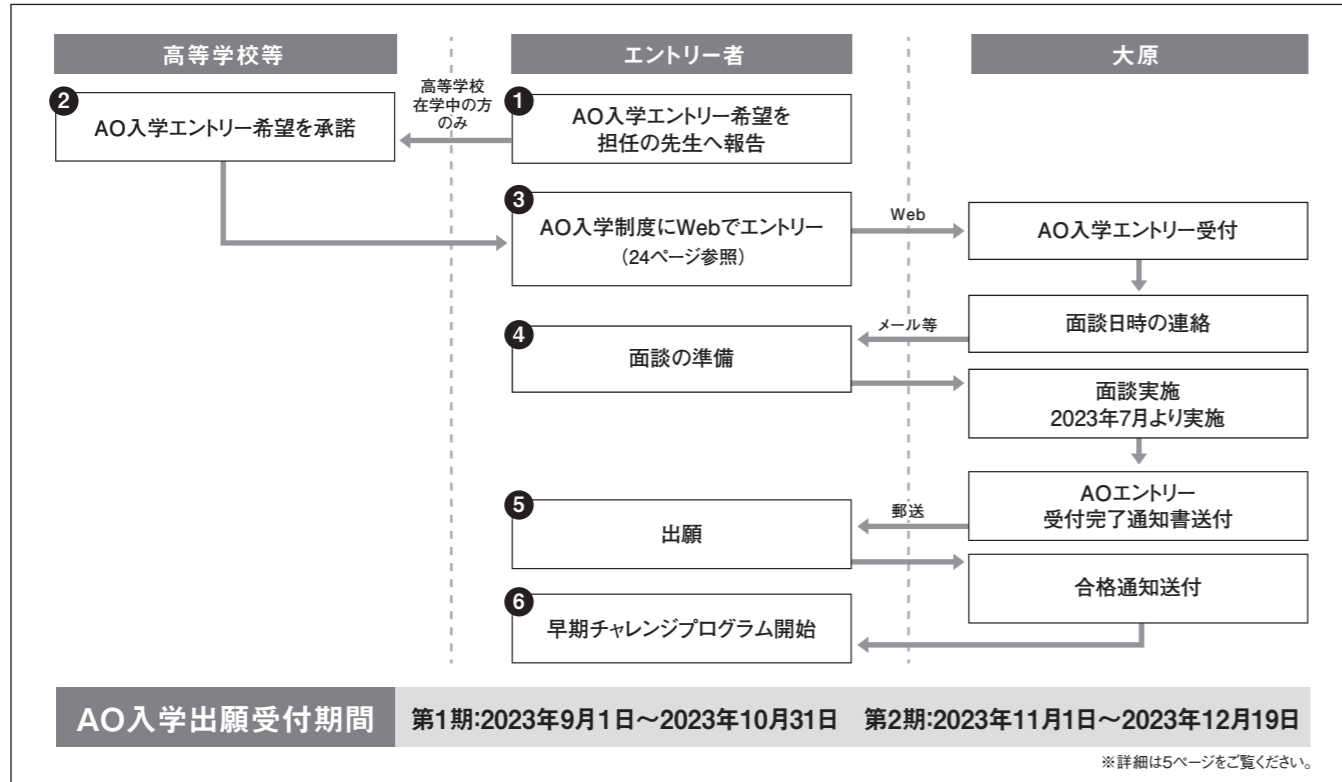 高等学校等
エントリー者
大原
❷
AO入学エントリー希望を承諾
高等学校
在学中の方
のみ
❶
AO入学エントリー希望を
担任の先生へ報告
❸
AO入学制度にWebでエントリー
(24ページ参照)
Web
AO入学エントリー受付
面談日時の連絡
メール等
❹
面談の準備
面談実施
2023年7月より実施
AOエントリー
受付完了通知書送付
郵送
❺
出願
合格通知送付
❻
早期チャレンジプログラム開始
AO入学出願受付期間
第1期:2023年9月1日〜2023年10月31日 第2期:2023年11月1日〜2023年12月19日
※詳細は5ページをご覧ください。